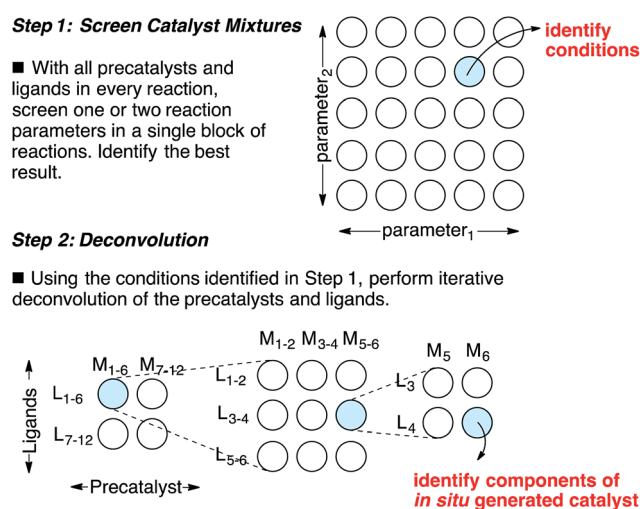 Step 1: Screen Catalyst Mixtures
■ With all precatalysts and
ligands in every reaction,
screen one or two reaction
parameters in a single block of
reactions. Identify the best
result.
parameter₂
parameter₁
identify
conditions
Step 2: Deconvolution
■ Using the conditions identified in Step 1, perform iterative
deconvolution of the precatalysts and ligands.
M₁₋₆ M₇₋₁₂
L₁₋₆
L₇₋₁₂
Ligands
Precatalyst
M₁₋₂ M₃₋₄ M₅₋₆
L₁₋₂
L₃₋₄
L₅₋₆
M₅ M₆
L₃
L₄
identify components of
in situ generated catalyst